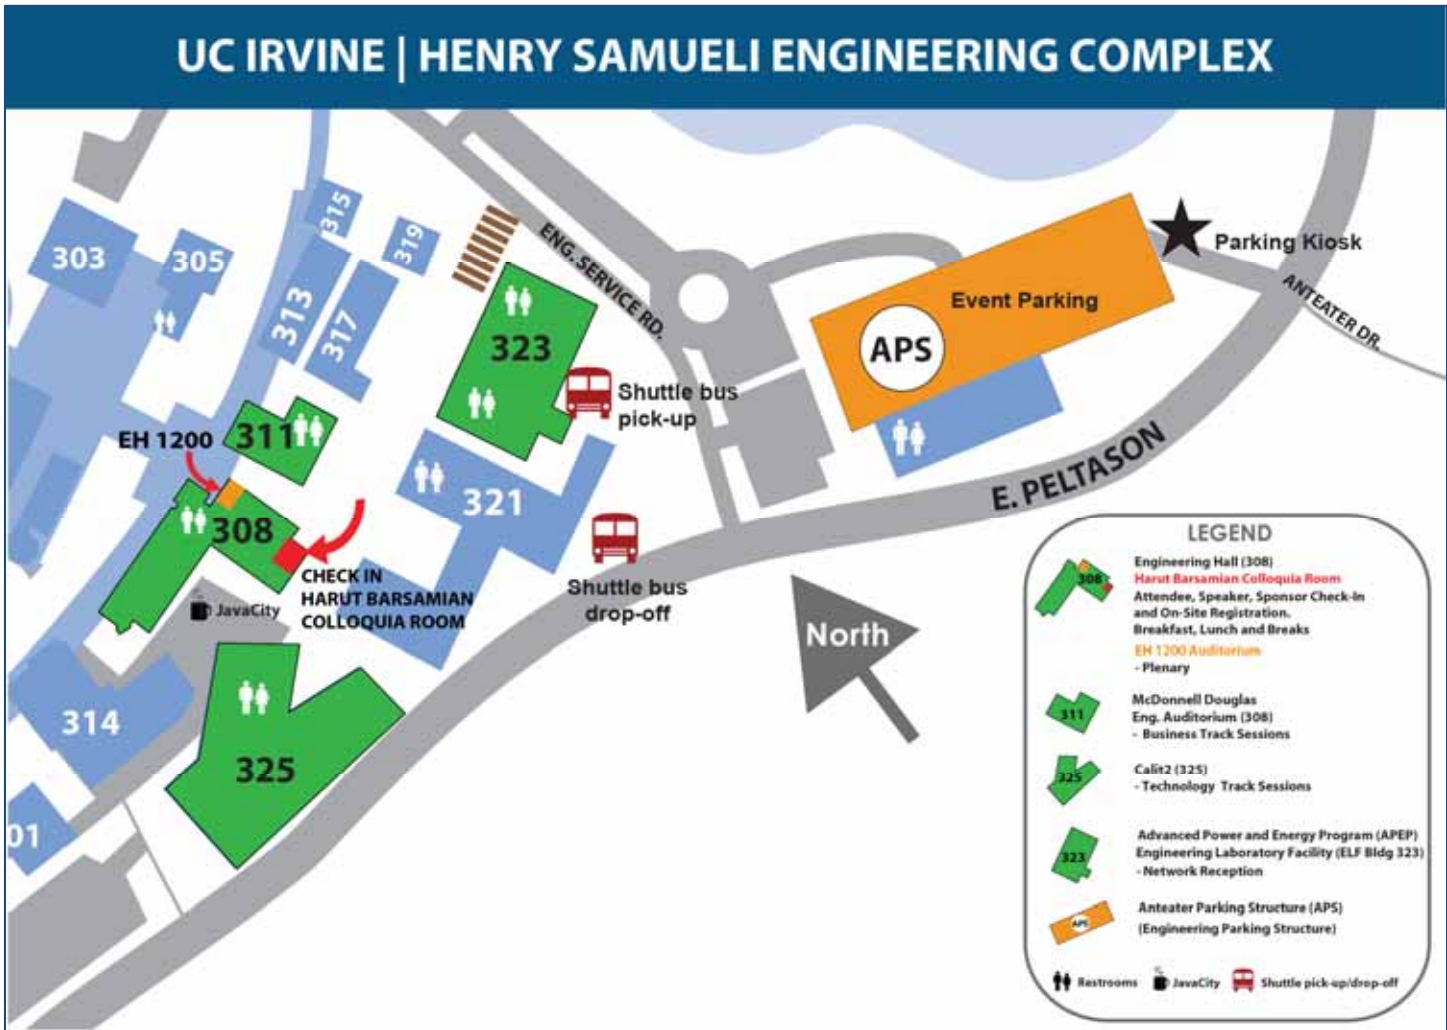 UC IRVINE | HENRY SAMUELI ENGINEERING COMPLEX
303
305
315
319
313
317
ENG. SERVICE RD.
323
Parking Kiosk
Event Parking
APS
ANTEATER DR.
Shuttle bus
pick-up
EH 1200
311
321
E. PELTASON
308
CHECK IN
HARUT BARSAMIAN
COLLOQUIA ROOM
JavaCity
Shuttle bus
drop-off
North
314
325
01
LEGEND
308
Engineering Hall (308)
Harut Barsamian Colloquia Room
Attendee, Speaker, Sponsor Check-In
and On-Site Registration.
Breakfast, Lunch and Breaks
EH 1200 Auditorium
- Plenary
311
McDonnell Douglas
Eng. Auditorium (308)
- Business Track Sessions
325
Calit2 (325)
- Technology Track Sessions
323
Advanced Power and Energy Program (APEP)
Engineering Laboratory Facility (ELF Bldg 323)
- Network Reception
APS
Anteater Parking Structure (APS)
(Engineering Parking Structure)
Restrooms
JavaCity
Shuttle pick-up/drop-off